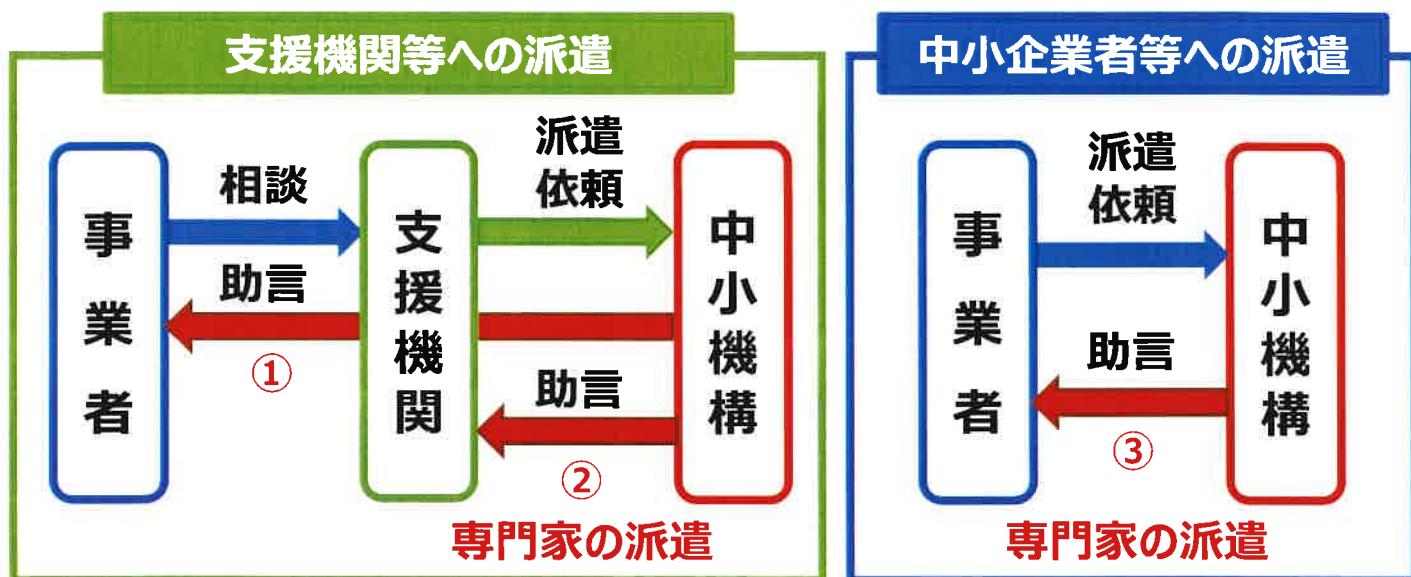 支援機関等への派遣
事業者
相談
助言
①
支援機関
派遣
依頼
助言
②
中小機構
専門家の派遣
中小企業者等への派遣
事業者
派遣
依頼
助言
③
中小機構
専門家の派遣